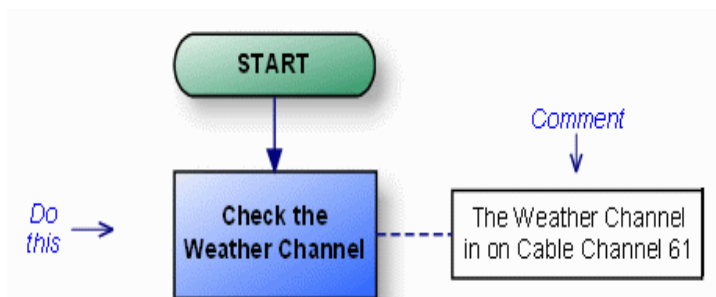 START
Comment
Do
this
Check the
Weather Channel
The Weather Channel
in on Cable Channel 61